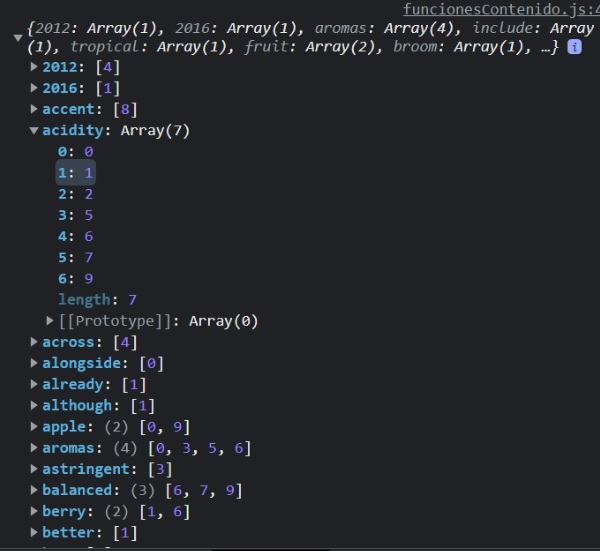 funcionesContenido.js:4
{2012: Array(1), 2016: Array(1), aromas: Array(4), include: Array
(1), tropical: Array(1), fruit: Array(2), broom: Array(1), …} i
2012: [4]
2016: [1]
accent: [8]
acidity: Array(7)
0: 0
1: 1
2: 2
3: 5
4: 6
5: 7
6: 9
length: 7
[[Prototype]]: Array(0)
across: [4]
alongside: [0]
already: [1]
although: [1]
apple: (2) [0, 9]
aromas: (4) [0, 3, 5, 6]
astringent: [3]
balanced: (3) [6, 7, 9]
berry: (2) [1, 6]
better: [1]